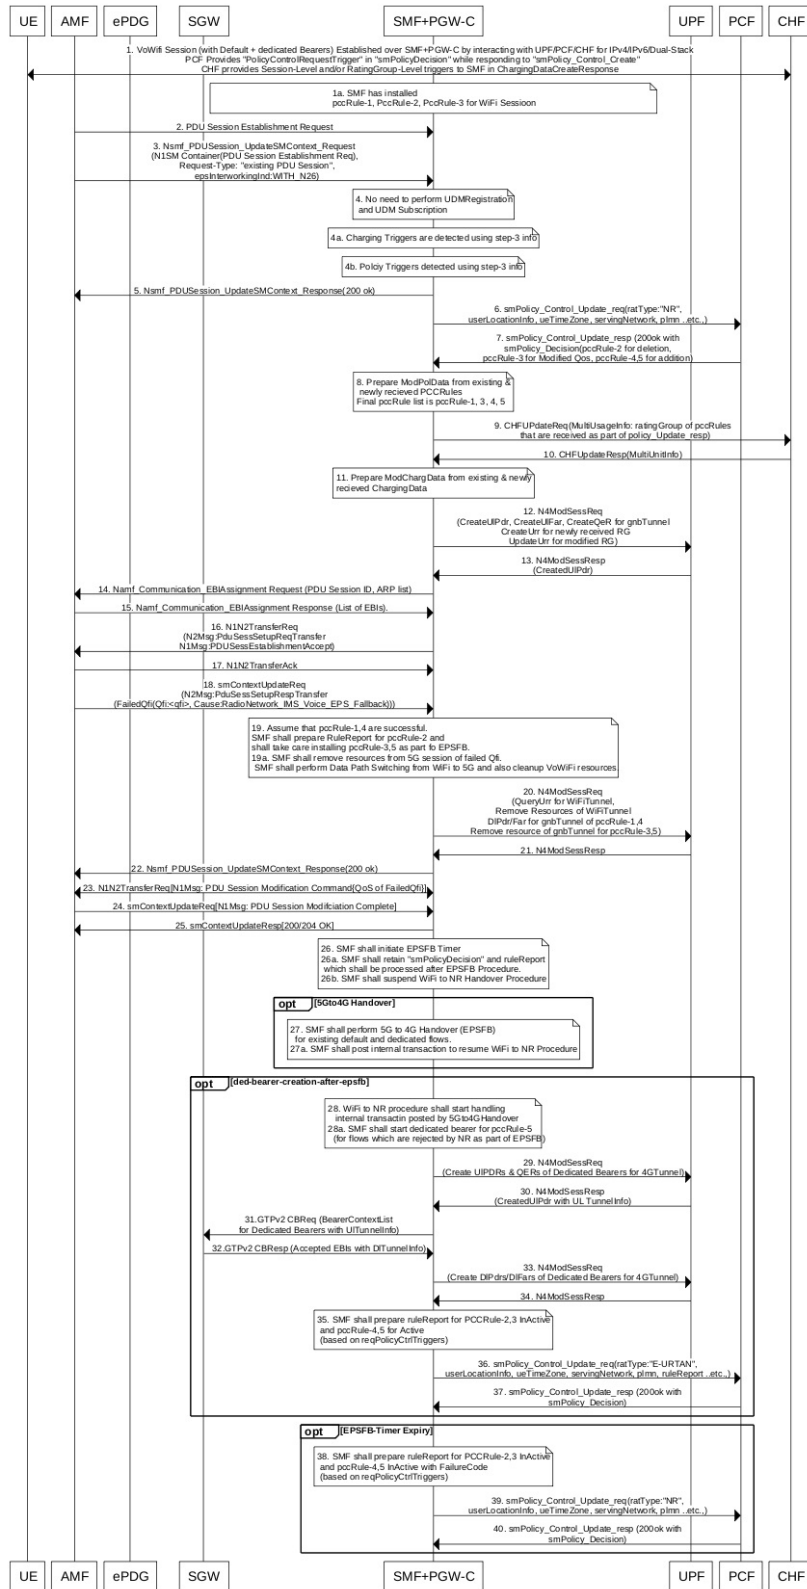 UE
AMF
ePDG
SGW
SMF+PGW-C
UPF
PCF
CHF
1. VoWifi Session (with Default + dedicated Bearers) Established over SMF+PGW-C by interacting with UPF/PCF/CHF for IPv4/IPv6/Dual-Stack
PCF Provides "PolicyControlRequestTrigger" in "smPolicyDecision" while responding to "smPolicy_Control_Create"
CHF provides Session-Level and/or RatingGroup-Level triggers to SMF in ChargingDataCreateResponse
1a. SMF has installed
pccRule-1, PccRule-2, PccRule-3 for WiFi Sessioon
2. PDU Session Establishment Request
3. Nsmf_PDUSession_UpdateSMContext_Request
(N1SM Container(PDU Session Establishment Req),
Request-Type: "existing PDU Session",
epsInterworkingInd:WITH_N26)
4. No need to perform UDMRegistration
and UDM Subscription
4a. Charging Triggers are detected using step-3 info
4b. Polciy Triggers detected using step-3 info
5. Nsmf_PDUSession_UpdateSMContext_Response(200 ok)
6. smPolicy_Control_Update_req(ratType:"NR",
userLocationInfo, ueTimeZone, servingNetwork, plmn ..etc.,)
7. smPolicy_Control_Update_resp (200ok with
smPolicy_Decision(pccRule-2 for deletion,
pccRule-3 for Modified Qos, pccRule-4,5 for addition)
8. Prepare ModPolData from existing &
newly recieved PCCRules
Final pccRule list is pccRule-1, 3, 4, 5
9. CHFUPdateReq(MultiUsageInfo: ratingGroup of pccRules
that are received as part of policy_Update_resp)
10. CHFUpdateResp(MultiUnitInfo)
11. Prepare ModChargData from existing & newly
recieved ChargingData
12. N4ModSessReq
(CreateUlPdr, CreateUlFar, CreateQeR for gnbTunnel
CreateUrr for newly received RG
UpdateUrr for modified RG)
13. N4ModSessResp
(CreatedUlPdr)
14. Namf_Communication_EBIAssignment Request (PDU Session ID, ARP list)
15. Namf_Communication_EBIAssignment Response (List of EBIs).
16. N1N2TransferReq
(N2Msg:PduSessSetupReqTransfer
N1Msg:PDUSessEstablishmentAccept)
17. N1N2TransferAck
18. smContextUpdateReq
(N2Msg:PduSessSetupRespTransfer
(FailedQfi(Qfi:<qfi>, Cause:RadioNetwork_IMS_Voice_EPS_Fallback)))
19. Assume that pccRule-1,4 are successful.
SMF shall prepare RuleReport for pccRule-2 and
shall take care installing pccRule-3,5 as part fo EPSFB.
19a. SMF shall remove resources from 5G session of failed Qfi.
SMF shall perform Data Path Switching from WiFi to 5G and also cleanup VoWiFi resources.
20. N4ModSessReq
(QueryUrr for WiFiTunnel,
Remove Resources of WiFiTunnel
DlPdr/Far for gnbTunnel of pccRule-1,4
Remove resource of gnbTunnel for pccRule-3,5)
21. N4ModSessResp
22. Nsmf_PDUSession_UpdateSMContext_Response(200 ok)
23. N1N2TransferReq[N1Msg: PDU Session Modification Command{QoS of FailedQfi}]
24. smContextUpdateReq[N1Msg: PDU Session Modifciation Complete]
25. smContextUpdateResp[200/204 OK]
26. SMF shall initiate EPSFB Timer
26a. SMF shall retain "smPolicyDecision" and ruleReport
which shall be processed after EPSFB Procedure.
26b. SMF shall suspend WiFi to NR Handover Procedure
opt [5Gto4G Handover]
27. SMF shall perform 5G to 4G Handover (EPSFB)
for existing default and dedicated flows.
27a. SMF shall post internal transaction to resume WiFi to NR Procedure
opt [ded-bearer-creation-after-epsfb]
28. WiFi to NR procedure shall start handling
internal transactin posted by 5Gto4GHandover
28a. SMF shall start dedicated bearer for pccRule-5
(for flows which are rejected by NR as part of EPSFB)
29. N4ModSessReq
(Create UlPDRs & QERs of Dedicated Bearers for 4GTunnel)
30. N4ModSessResp
(CreatedUlPdr with UL TunnelInfo)
31.GTPv2 CBReq (BearerContextList
for Dedicated Bearers with UlTunnelInfo)
32.GTPv2 CBResp (Accepted EBIs with DlTunnelInfo)
33. N4ModSessReq
(Create DlPdrs/DlFars of Dedicated Bearers for 4GTunnel)
34. N4ModSessResp
35. SMF shall prepare ruleReport for PCCRule-2,3 InActive
and pccRule-4,5 for Active
(based on reqPolicyCtrlTriggers)
36. smPolicy_Control_Update_req(ratType:"E-URTAN",
userLocationInfo, ueTimeZone, servingNetwork, plmn, ruleReport ..etc.,)
37. smPolicy_Control_Update_resp (200ok with
smPolicy_Decision)
opt [EPSFB-Timer Expiry]
38. SMF shall prepare ruleReport for PCCRule-2,3 InActive
and pccRule-4,5 InActive with FailureCode
(based on reqPolicyCtrlTriggers)
39. smPolicy_Control_Update_req(ratType:"NR",
userLocationInfo, ueTimeZone, servingNetwork, plmn ..etc.,)
40. smPolicy_Control_Update_resp (200ok with
smPolicy_Decision)
UE
AMF
ePDG
SGW
SMF+PGW-C
UPF
PCF
CHF